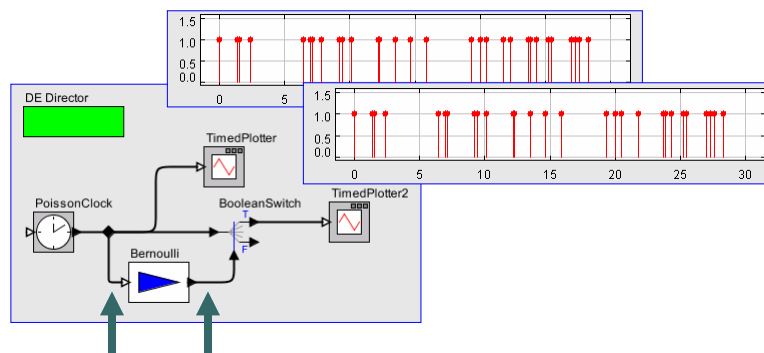 1.5
1.0
0.5
0.0
0 5
1.5
1.0
0.5
0.0
0 5 10 15 20 25 30
DE Director
TimedPlotter
TimedPlotter2
PoissonClock
BooleanSwitch
T
F
Bernoulli